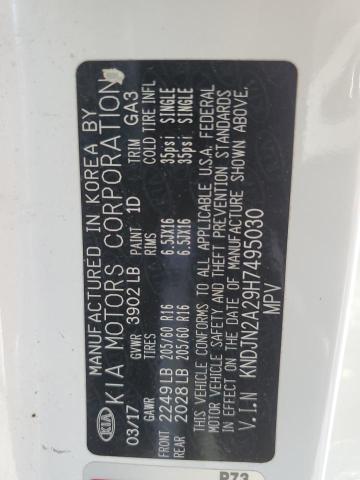 MANUFACTURED IN KOREA BY
KIA KIA MOTORS CORPORATION
03/17 GVWR 3902 LB PAINT 1D TRIM GA3
GAWR TIRES RIMS COLD TIRE INFL
FRONT 2249 LB 205/60 R16 6.5JX16 35psi SINGLE
REAR 2028 LB 205/60 R16 6.5JX16 35psi SINGLE
THIS VEHICLE CONFORMS TO ALL APPLICABLE U.S.A. FEDERAL
MOTOR VEHICLE SAFETY AND THEFT PREVENTION STANDARDS
IN EFFECT ON THE DATE OF MANUFACTURE SHOWN ABOVE.
V.I.N KNDJN2A29H7495030
MPV